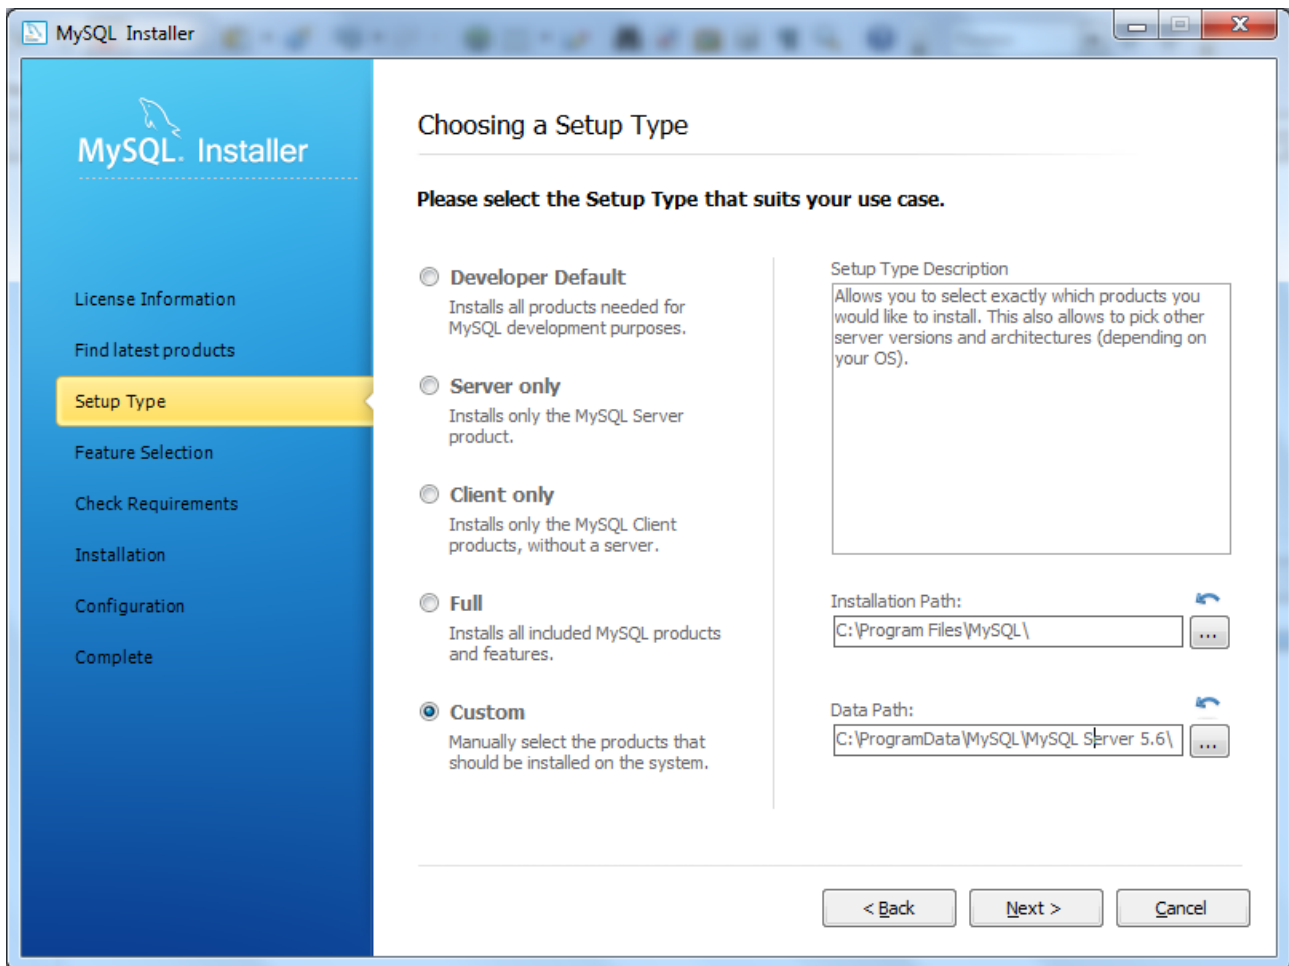 MySQL Installer
MySQL. Installer
License Information
Find latest products
Setup Type
Feature Selection
Check Requirements
Installation
Configuration
Complete
Choosing a Setup Type
Please select the Setup Type that suits your use case.
Developer Default
Installs all products needed for
MySQL development purposes.
Server only
Installs only the MySQL Server
product.
Client only
Installs only the MySQL Client
products, without a server.
Full
Installs all included MySQL products
and features.
Custom
Manually select the products that
should be installed on the system.
Setup Type Description
Allows you to select exactly which products you
would like to install. This also allows to pick other
server versions and architectures (depending on
your OS).
Installation Path:
C:\Program Files\MySQL\
...
Data Path:
C:\ProgramData\MySQL\MySQL Server 5.6\
...
< Back
Next >
Cancel